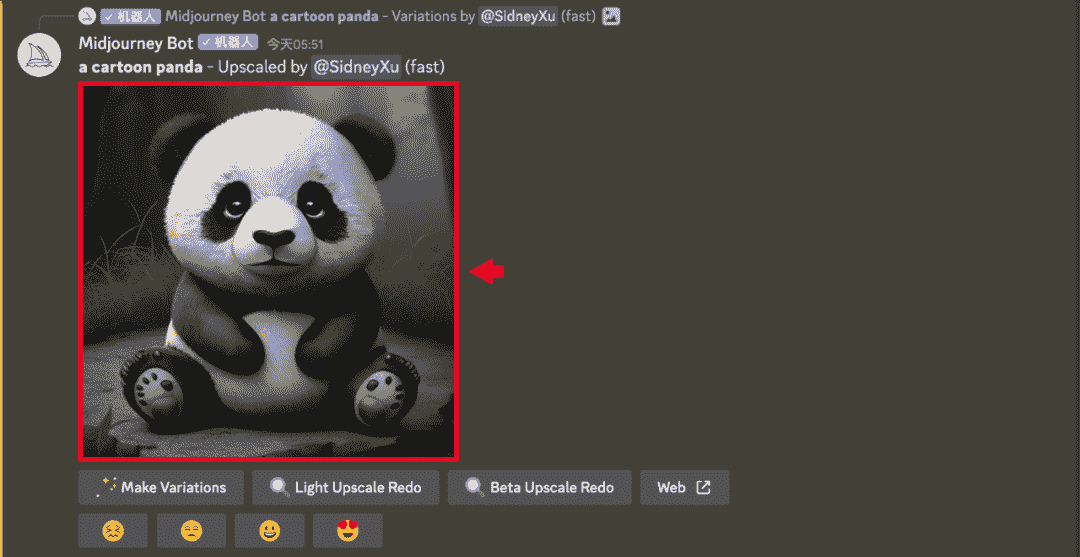 ✓机器人 Midjourney Bot a cartoon panda - Variations by @SidneyXu (fast)
Midjourney Bot ✓机器人 今天05:51
a cartoon panda - Upscaled by @SidneyXu (fast)
Make Variations Light Upscale Redo Beta Upscale Redo Web